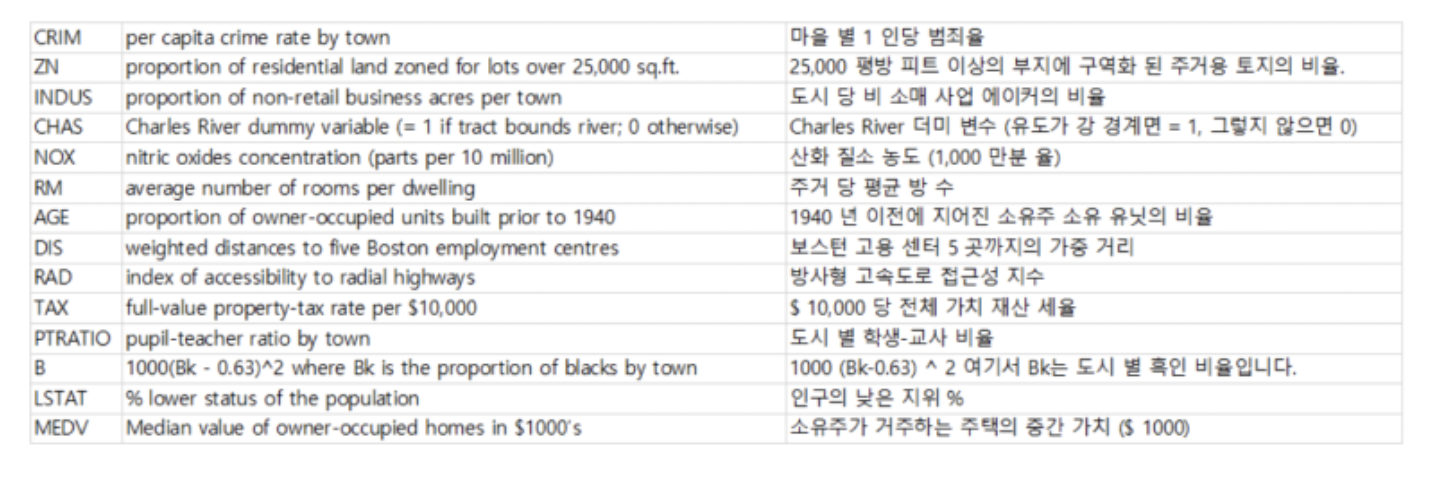 CRIM per capita crime rate by town 마을 별 1 인당 범죄율
ZN proportion of residential land zoned for lots over 25,000 sq.ft. 25,000 평방 피트 이상의 부지에 구역화 된 주거용 토지의 비율.
INDUS proportion of non-retail business acres per town 도시 당 비 소매 사업 에이커의 비율
CHAS Charles River dummy variable (= 1 if tract bounds river; 0 otherwise) Charles River 더미 변수 (유도가 강 경계면 = 1, 그렇지 않으면 0)
NOX nitric oxides concentration (parts per 10 million) 산화 질소 농도 (1,000 만분 율)
RM average number of rooms per dwelling 주거 당 평균 방 수
AGE proportion of owner-occupied units built prior to 1940 1940 년 이전에 지어진 소유주 소유 유닛의 비율
DIS weighted distances to five Boston employment centres 보스턴 고용 센터 5 곳까지의 가중 거리
RAD index of accessibility to radial highways 방사형 고속도로 접근성 지수
TAX full-value property-tax rate per $10,000 $ 10,000 당 전체 가치 재산 세율
PTRATIO pupil-teacher ratio by town 도시 별 학생-교사 비율
B 1000(Bk - 0.63)^2 where Bk is the proportion of blacks by town 1000 (Bk-0.63) ^ 2 여기서 Bk는 도시 별 흑인 비율입니다.
LSTAT % lower status of the population 인구의 낮은 지위 %
MEDV Median value of owner-occupied homes in $1000's 소유주가 거주하는 주택의 중간 가치 ($ 1000)